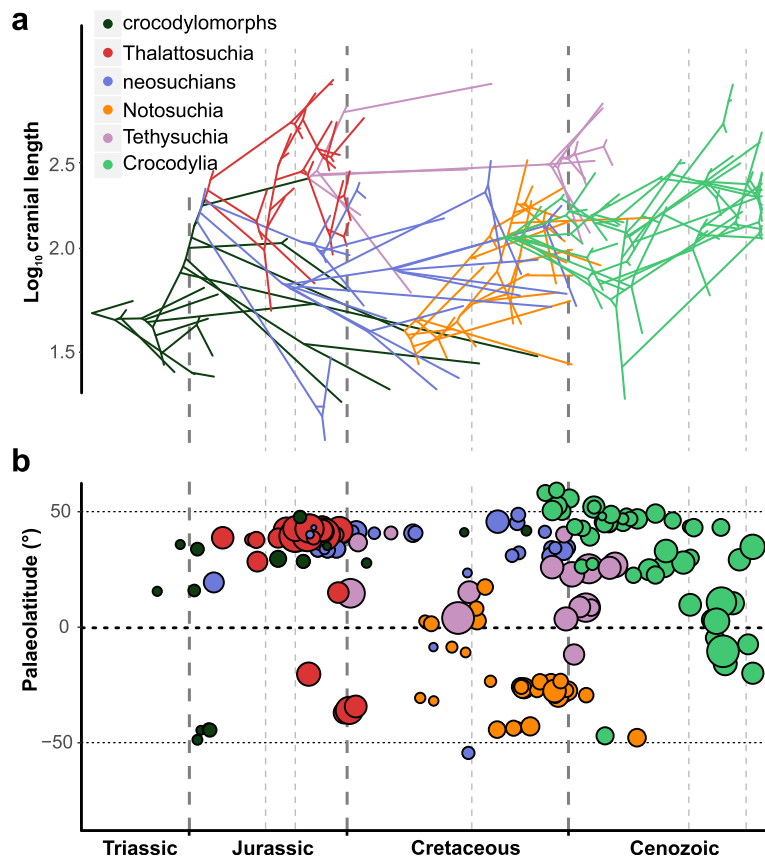 a
crocodylomorphs
Thalattosuchia
neosuchians
Notosuchia
Tethysuchia
Crocodylia
Log₁₀ cranial length
2.5
2.0
1.5
b
Palaeolatitude (°)
50
0
−50
Triassic Jurassic Cretaceous Cenozoic